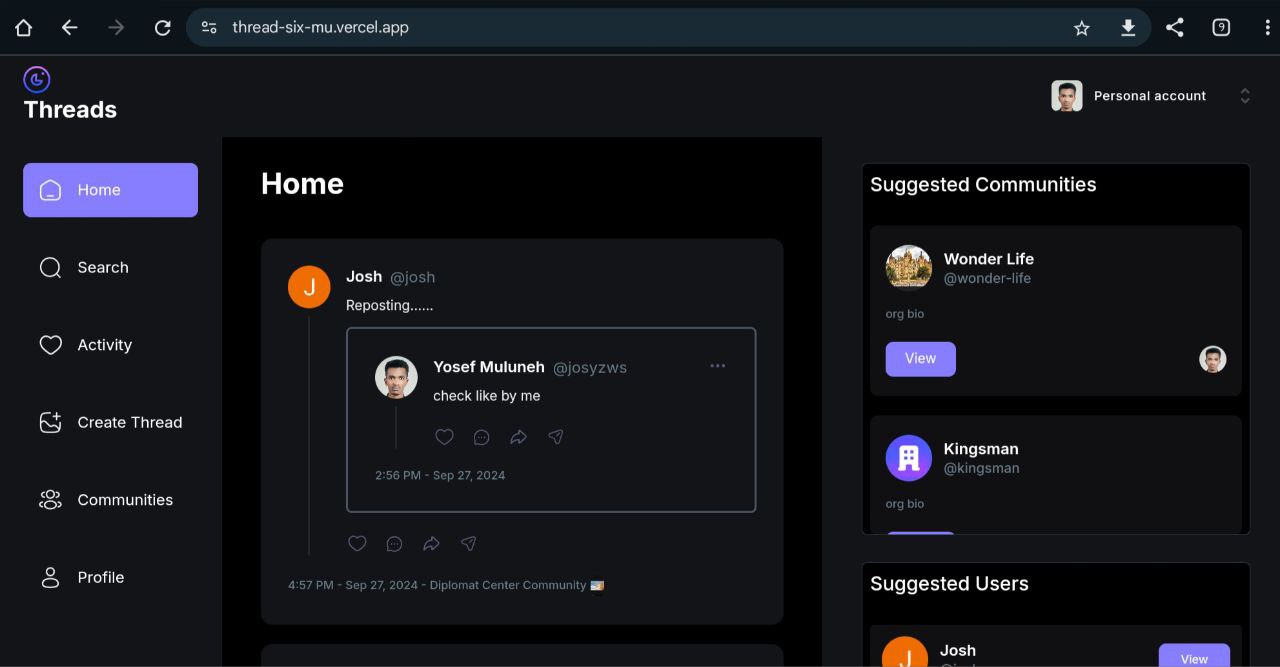 thread-six-mu.vercel.app
9
Threads
Personal account
Home
Search
Activity
Create Thread
Communities
Profile
Home
J
Josh @josh
Reposting......
Yosef Muluneh @josyzws
check like by me
2:56 PM - Sep 27, 2024
4:57 PM - Sep 27, 2024 - Diplomat Center Community
Suggested Communities
Wonder Life
@wonder-life
org bio
View
Kingsman
@kingsman
org bio
Suggested Users
J
Josh
View